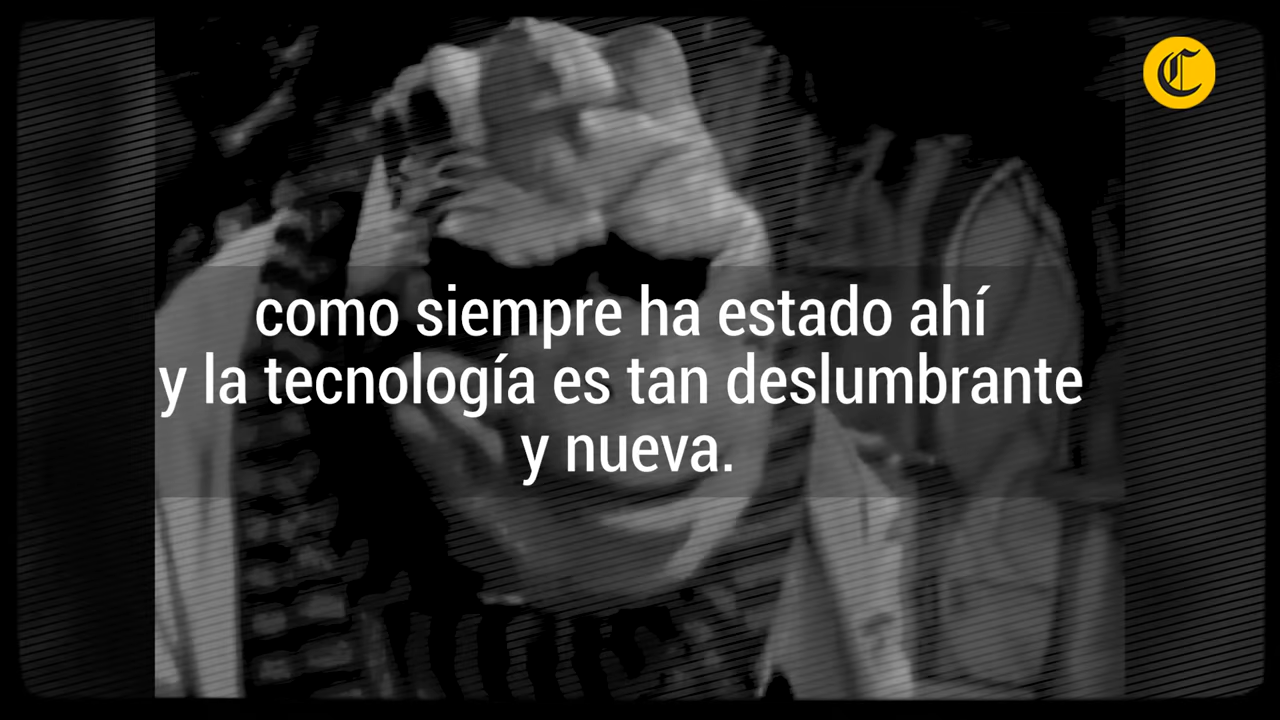 C
como siempre ha estado ahí
y la tecnología es tan deslumbrante
y nueva.